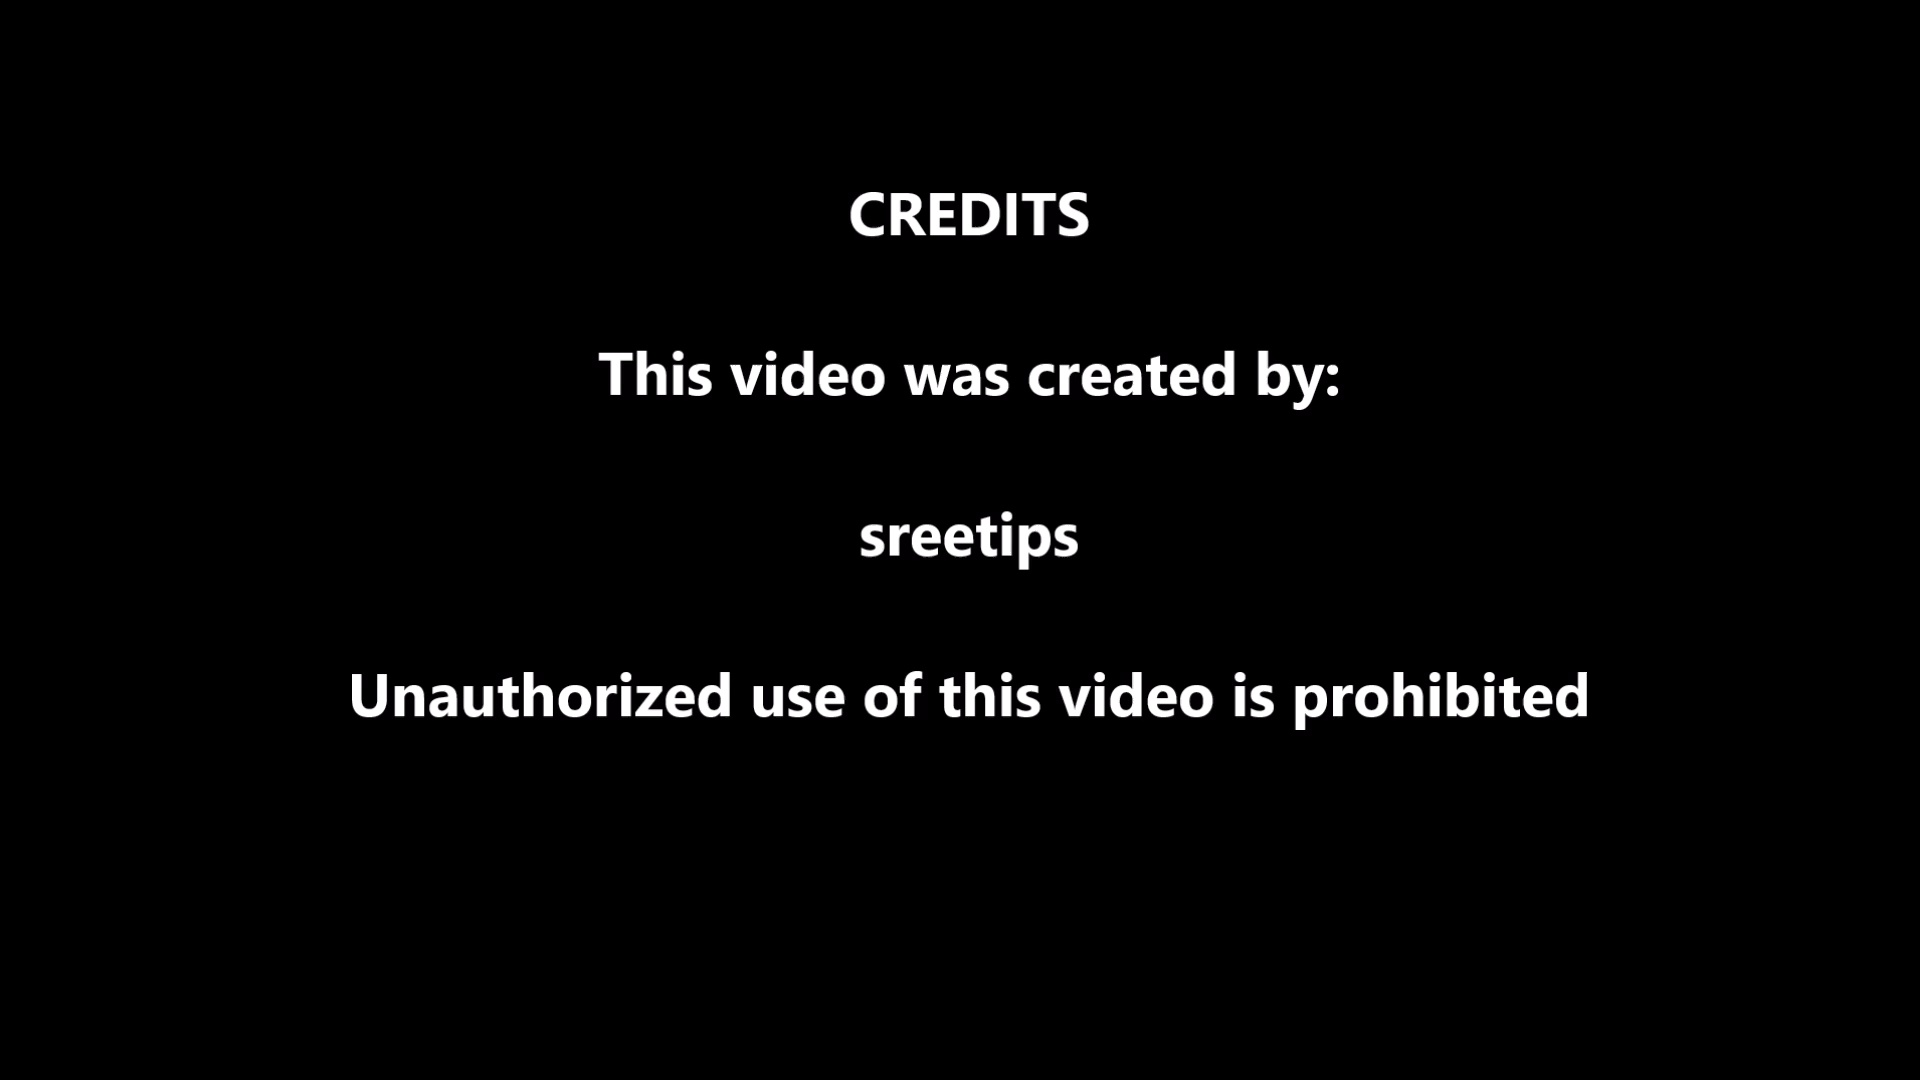 CREDITS
This video was created by:
sreetips
Unauthorized use of this video is prohibited